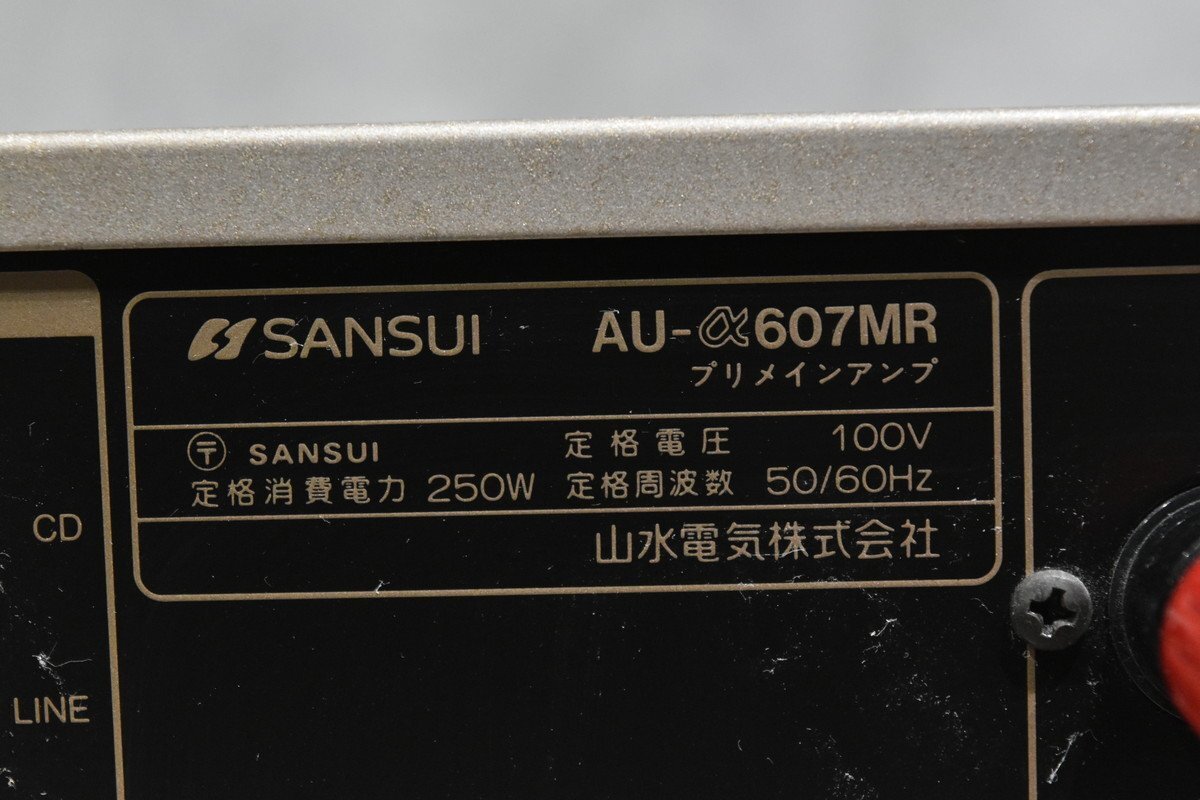 SANSUI AU-α607MR
プリメインアンプ
〒 SANSUI 定格電圧 100V
定格消費電力 250W 定格周波数 50/60Hz
山水電気株式会社
CD
LINE